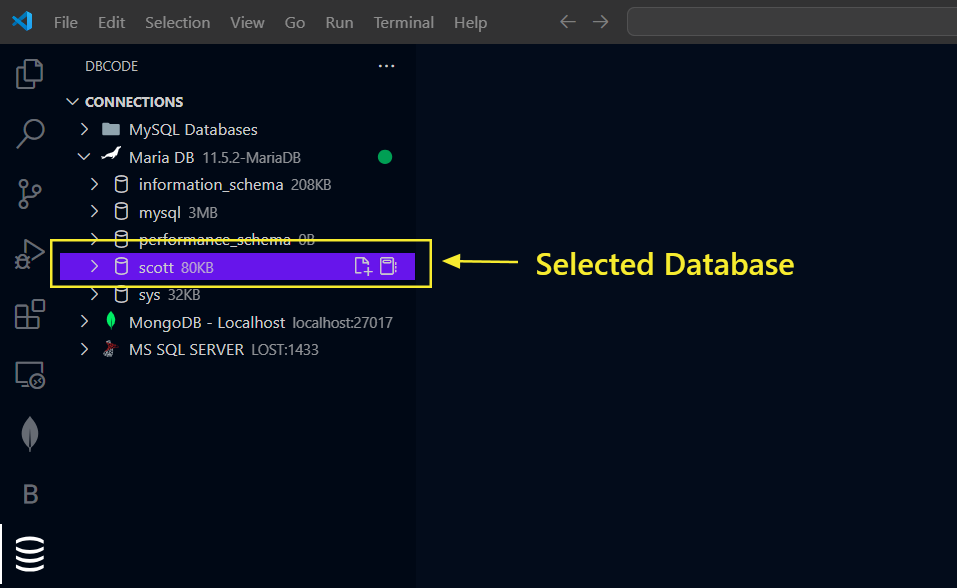 File Edit Selection View Go Run Terminal Help
DBCODE
CONNECTIONS
MySQL Databases
Maria DB 11.5.2-MariaDB
information_schema 208KB
mysql 3MB
performance_schema 0B
scott 80KB
Selected Database
sys 32KB
MongoDB - Localhost localhost:27017
MS SQL SERVER LOST:1433
B